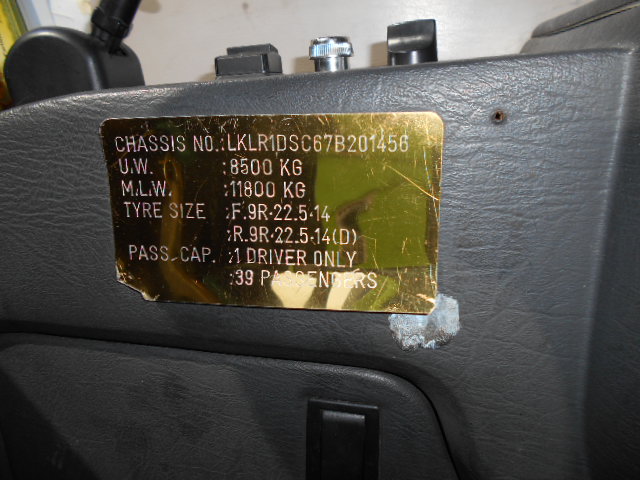 CHASSIS NO.:LKLR1DSC67B201456
U.W. :8500 KG
M.L.W. :11800 KG
TYRE SIZE :F.9R·22.5·14
:R.9R·22.5·14(D)
PASS. CAP. :1 DRIVER ONLY
:39 PASSENGERS